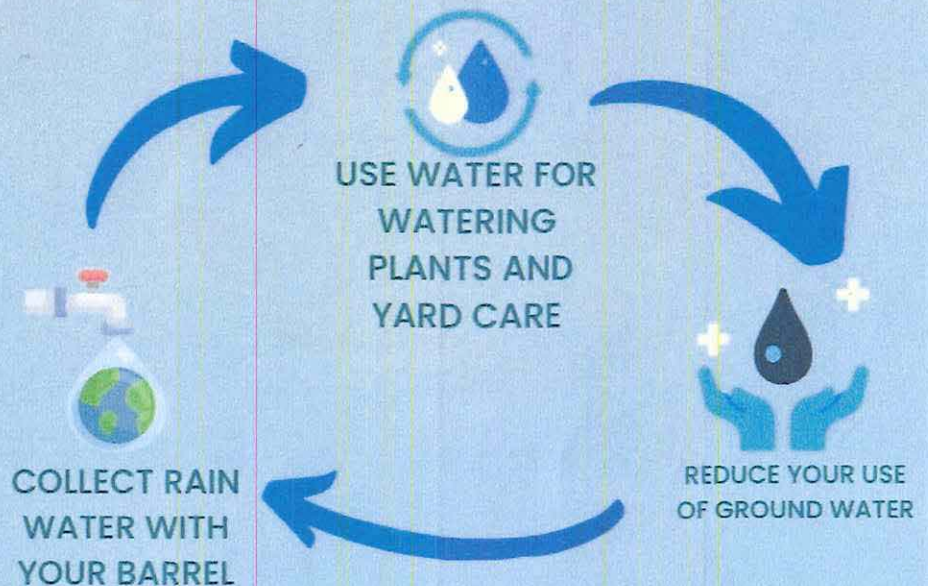 USE WATER FOR
WATERING
PLANTS AND
YARD CARE
REDUCE YOUR USE
OF GROUND WATER
COLLECT RAIN
WATER WITH
YOUR BARREL